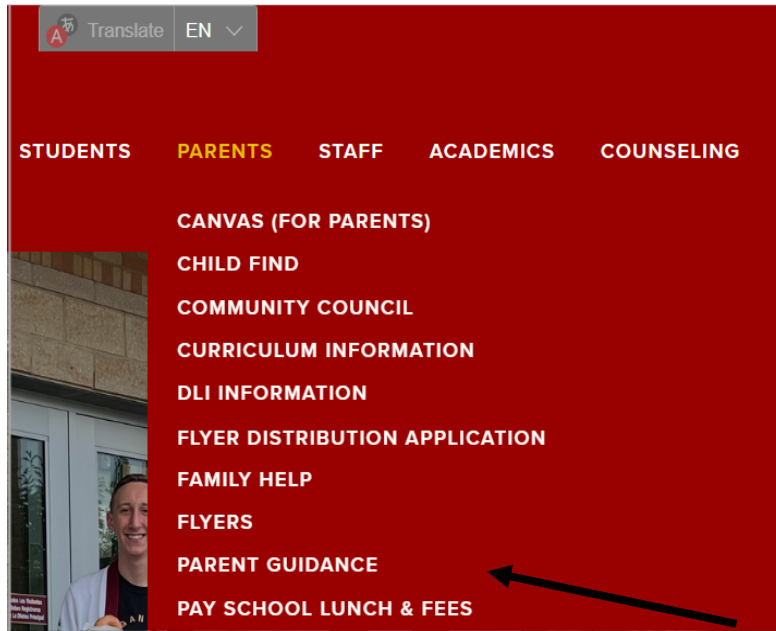 Translate EN
STUDENTS PARENTS STAFF ACADEMICS COUNSELING
CANVAS (FOR PARENTS)
CHILD FIND
COMMUNITY COUNCIL
CURRICULUM INFORMATION
DLI INFORMATION
FLYER DISTRIBUTION APPLICATION
FAMILY HELP
FLYERS
PARENT GUIDANCE
PAY SCHOOL LUNCH & FEES